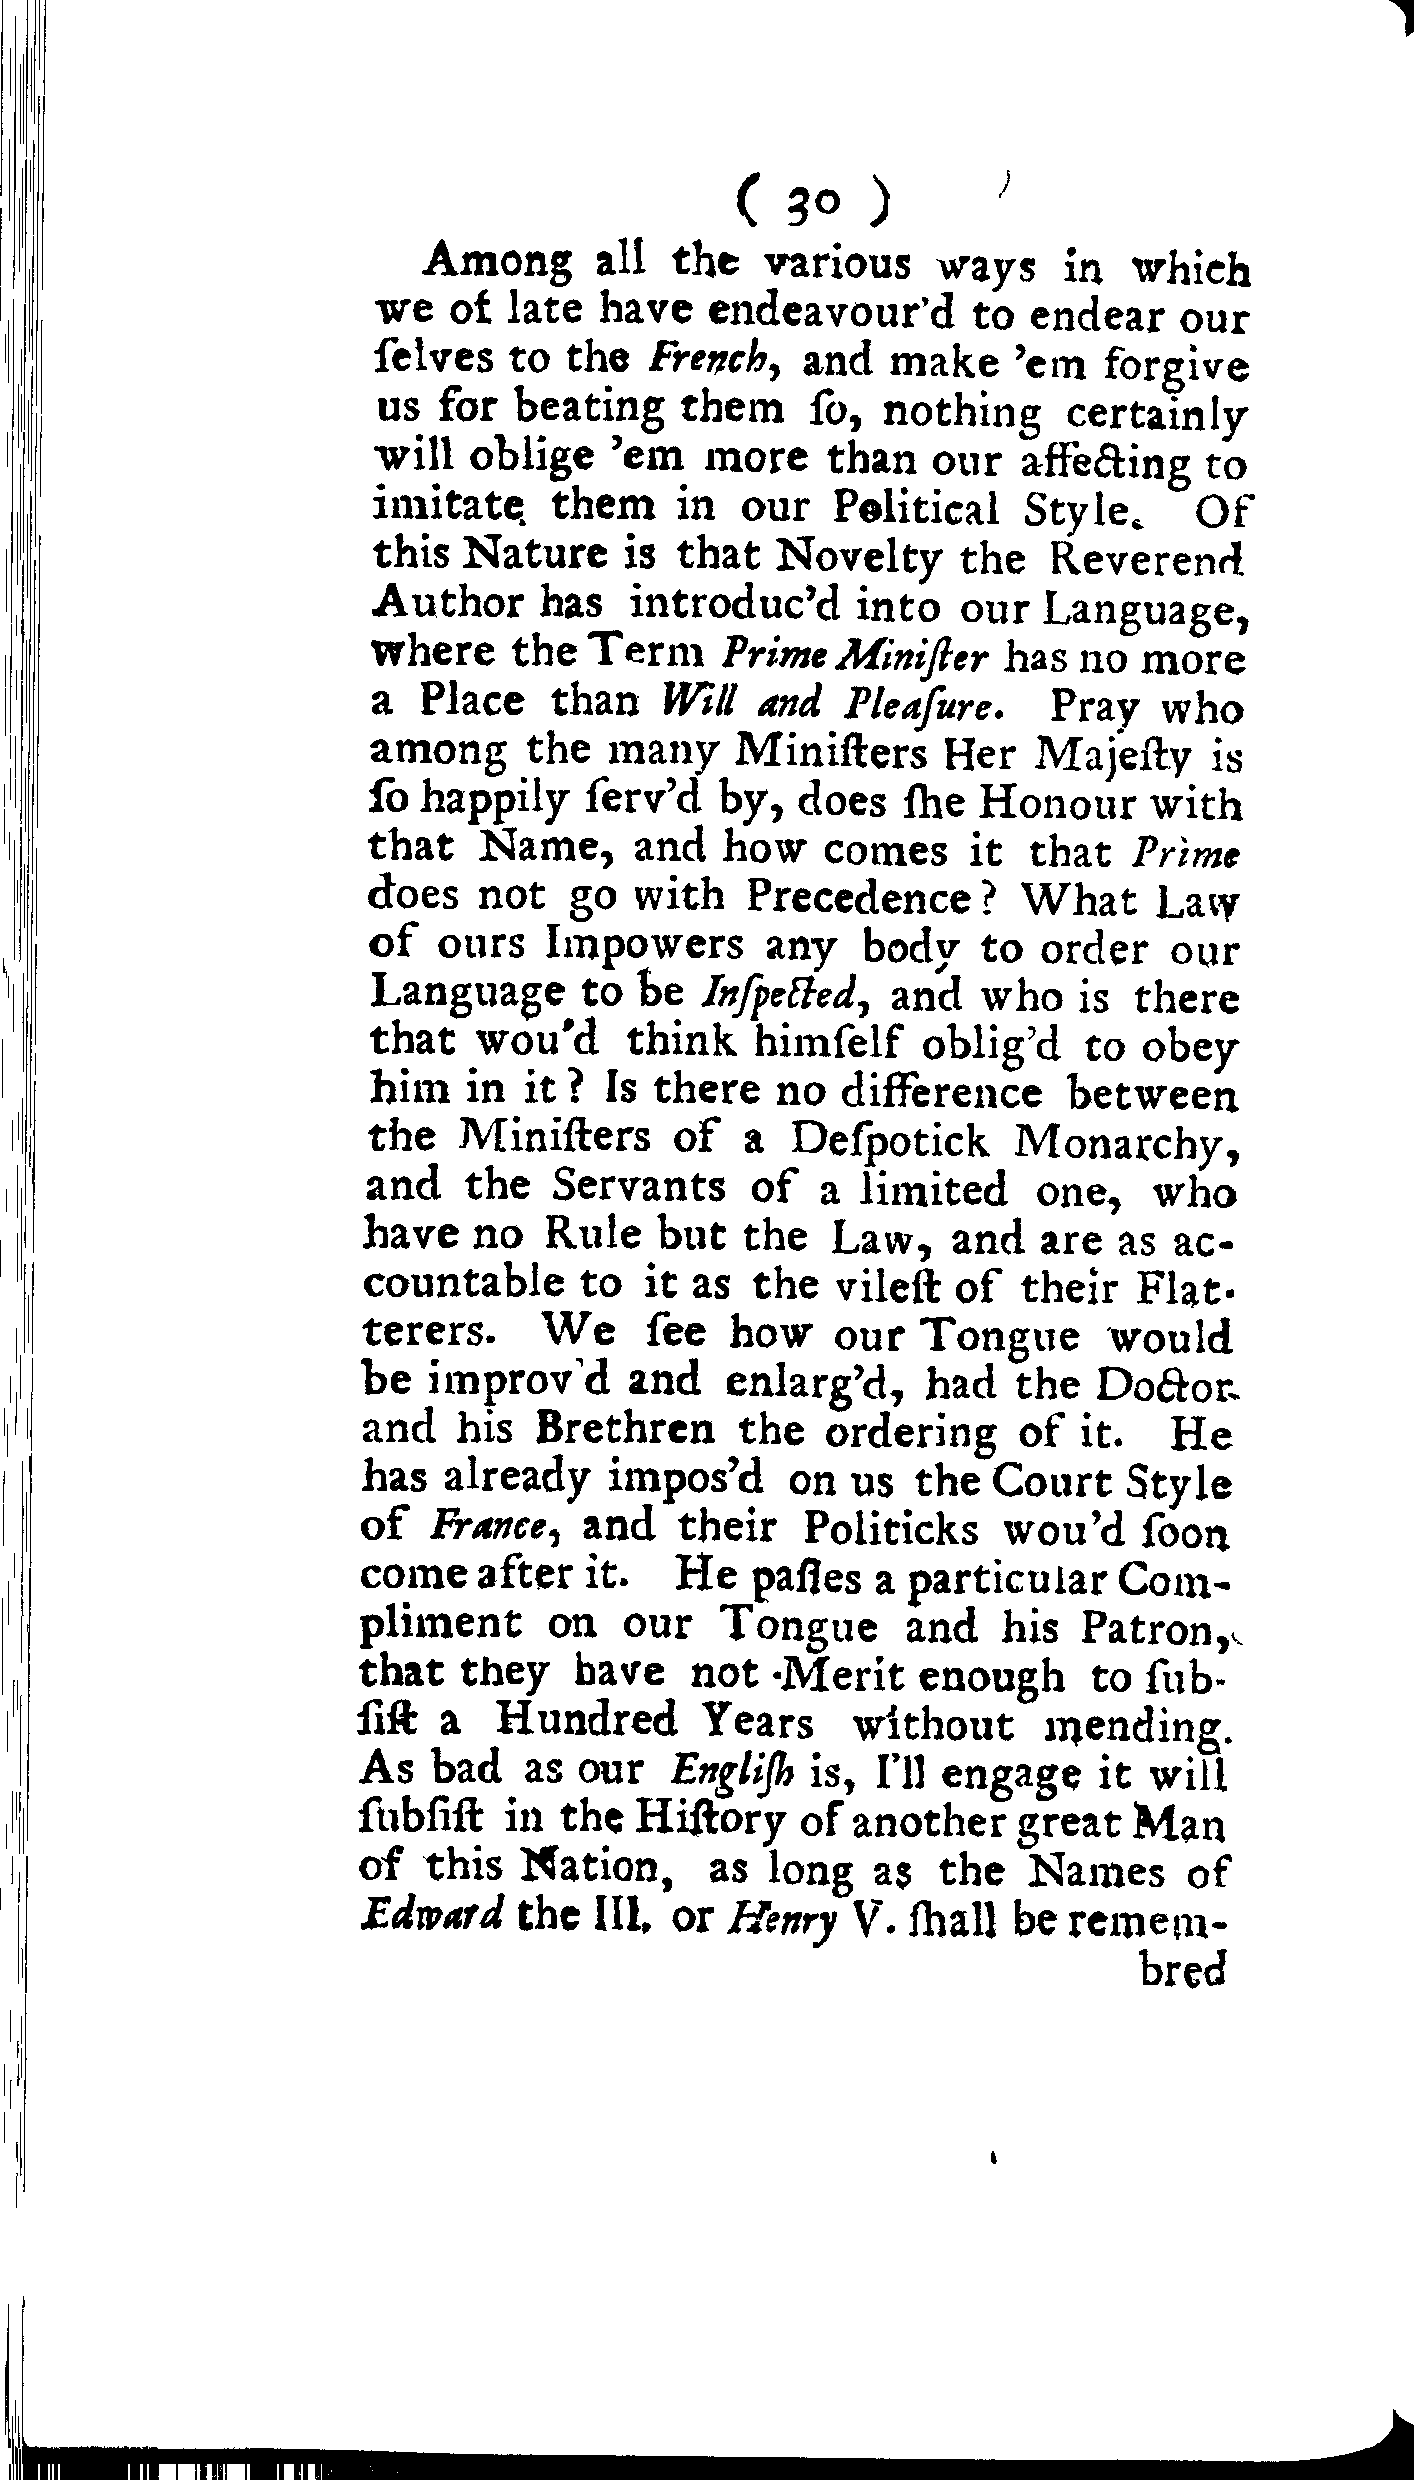 ( 30 )
Among all the various ways in which
we of late have endeavour'd to endear our
ſelves to the French, and make 'em forgive
us for beating them ſo, nothing certainly
will oblige 'em more than our affecting to
imitate them in our Political Style. Of
this Nature is that Novelty the Reverend
Author has introduc'd into our Language,
where the Term Prime Miniſter has no more
a Place than Will and Pleaſure. Pray who
among the many Miniſters Her Majeſty is
ſo happily ſerv'd by, does ſhe Honour with
that Name, and how comes it that Prime
does not go with Precedence? What Law
of ours Impowers any body to order our
Language to be Inſpected, and who is there
that wou'd think himſelf oblig'd to obey
him in it? Is there no difference between
the Miniſters of a Deſpotick Monarchy,
and the Servants of a limited one, who
have no Rule but the Law, and are as ac-
countable to it as the vileſt of their Flat-
terers. We ſee how our Tongue would
be improv'd and enlarg'd, had the Doctor
and his Brethren the ordering of it. He
has already impos'd on us the Court Style
of France, and their Politicks wou'd ſoon
come after it. He paſſes a particular Com-
pliment on our Tongue and his Patron,
that they have not Merit enough to ſub-
ſiſt a Hundred Years without mending.
As bad as our Engliſh is, I'll engage it will
ſubſiſt in the Hiſtory of another great Man
of this Nation, as long as the Names of
Edward the III. or Henry V. ſhall be remem-
bred